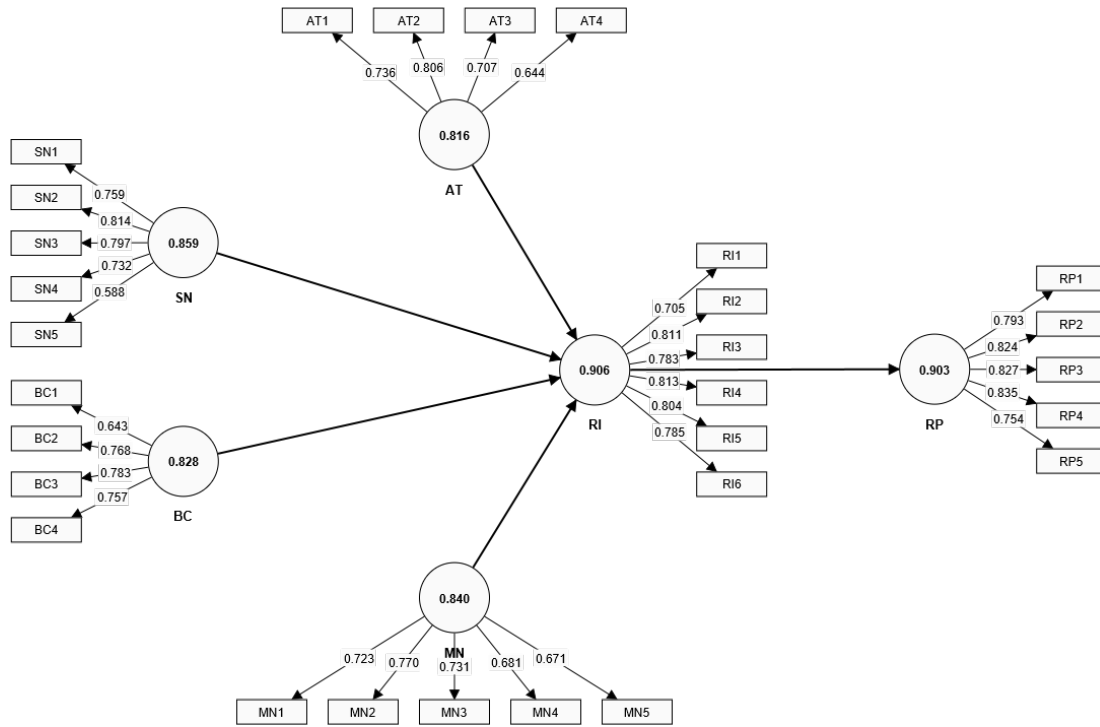 AT1
AT2
AT3
AT4
0.736
0.806
0.707
0.644
0.816
AT
SN1
SN2
SN3
SN4
SN5
0.759
0.814
0.797
0.732
0.588
0.859
SN
BC1
BC2
BC3
BC4
0.643
0.768
0.783
0.757
0.828
BC
0.906
RI
0.705
0.811
0.783
0.813
0.804
0.785
RI1
RI2
RI3
RI4
RI5
RI6
0.903
RP
0.793
0.824
0.827
0.835
0.754
RP1
RP2
RP3
RP4
RP5
0.840
MN
0.723
0.770
0.731
0.681
0.671
MN1
MN2
MN3
MN4
MN5